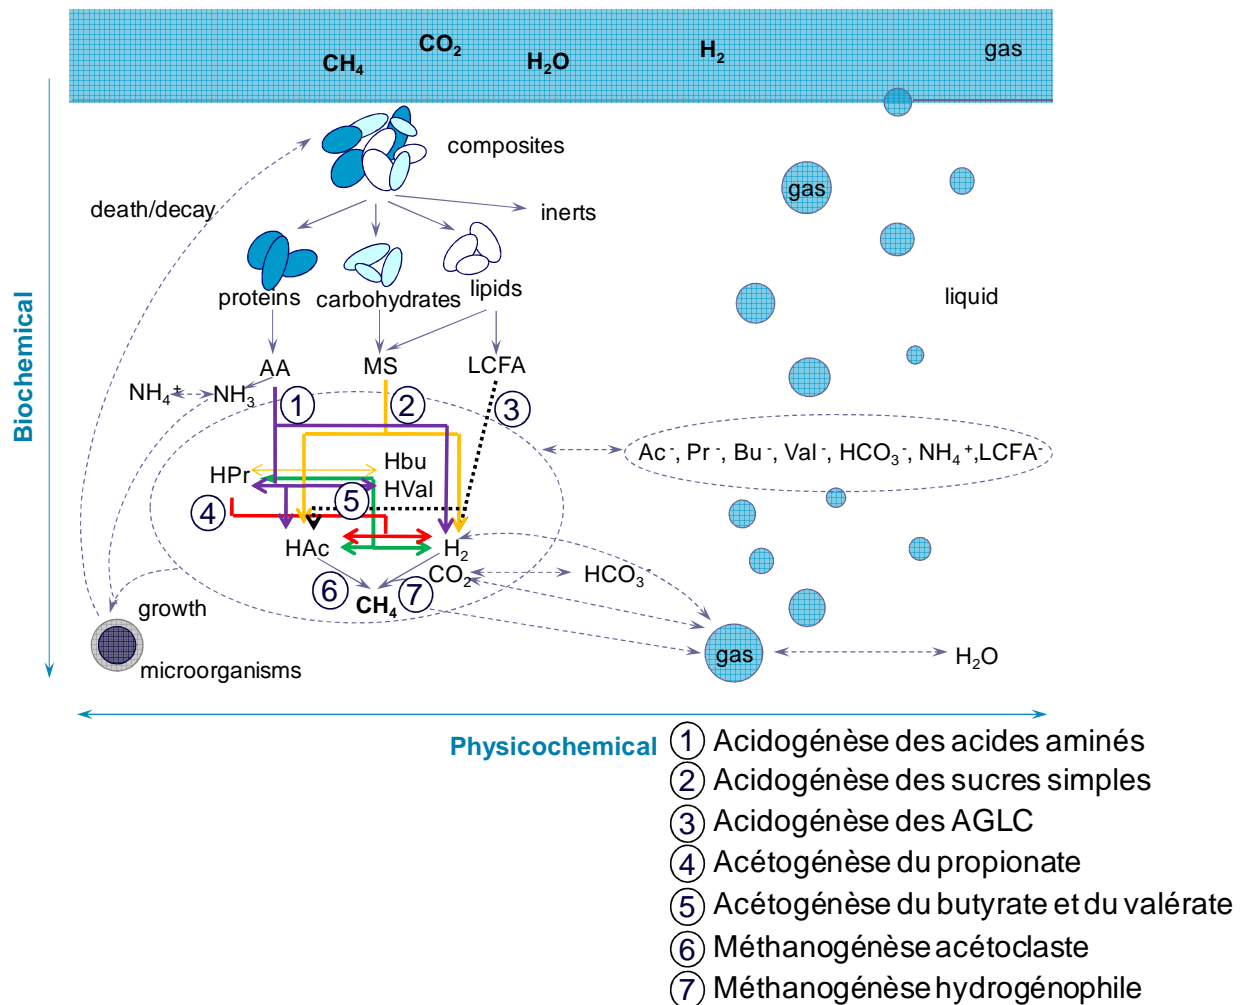 CH₄
CO₂
H₂O
H₂
gas
composites
death/decay
inerts
gas
proteins
carbohydrates
lipids
liquid
Biochemical
AA
MS
LCFA
NH₄⁺
NH₃
1
2
3
Ac⁻, Pr⁻, Bu⁻, Val⁻, HCO₃⁻, NH₄⁺,LCFA⁻
HPr
Hbu
HVal
4
5
HAc
H₂
6
CH₄
7
CO₂
HCO₃⁻
growth
microorganisms
gas
H₂O
Physicochemical
1 Acidogénèse des acides aminés
2 Acidogénèse des sucres simples
3 Acidogénèse des AGLC
4 Acétogénèse du propionate
5 Acétogénèse du butyrate et du valérate
6 Méthanogénèse acétoclaste
7 Méthanogénèse hydrogénophile